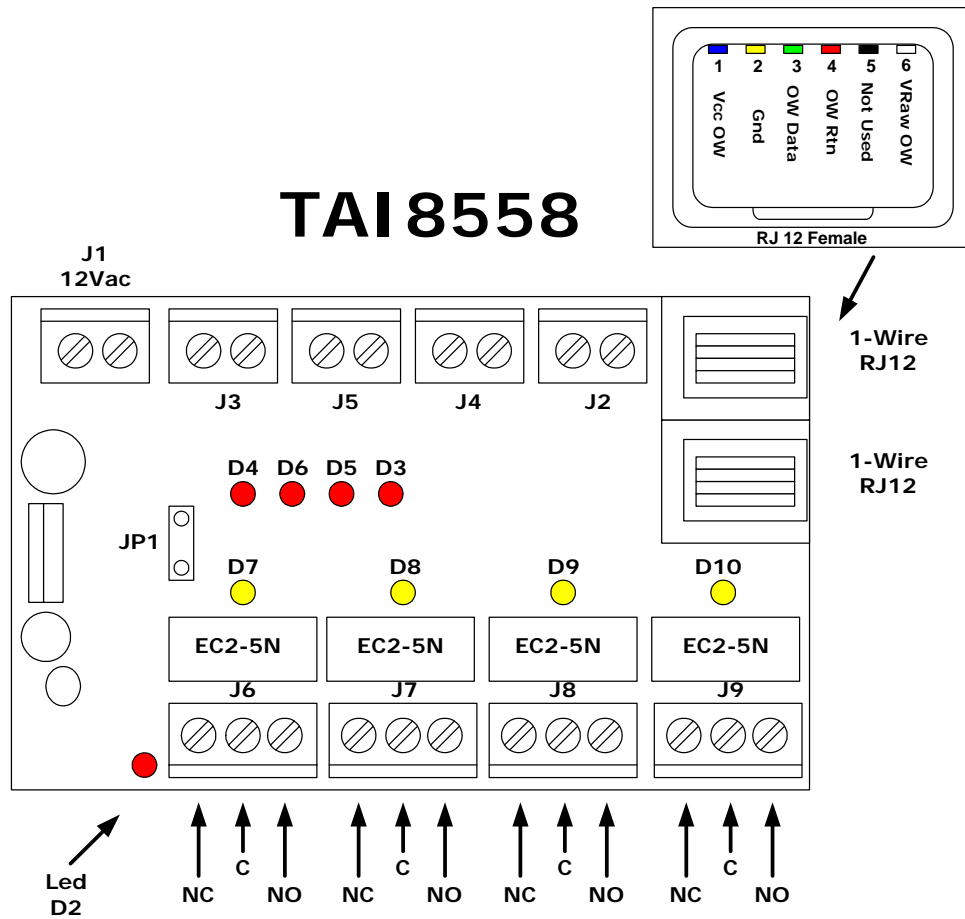 1 2 3 4 5 6
Vcc OW
Gnd
OW Data
OW Rtn
Not Used
VRaw OW
RJ 12 Female
TAI 8558
J1
12Vac
1-Wire
RJ12
J3 J5 J4 J2
1-Wire
RJ12
D4 D6 D5 D3
JP1
D7 D8 D9 D10
EC2-5N EC2-5N EC2-5N EC2-5N
J6 J7 J8 J9
C C C C
Led
D2
NC NO NC NO NC NO NC NO